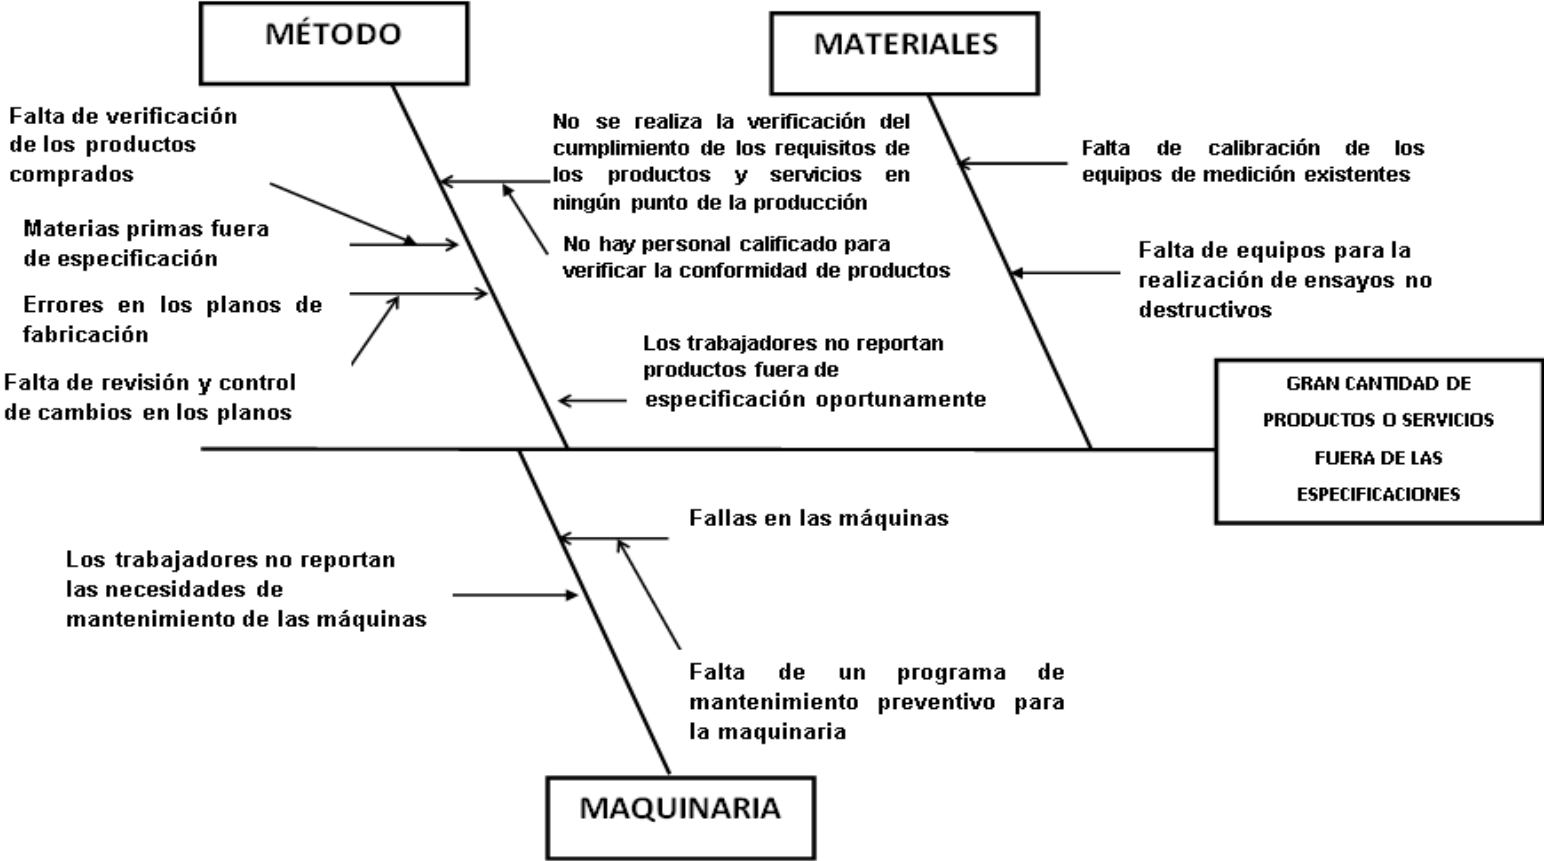 MÉTODO
MATERIALES
Falta de verificación
de los productos
comprados
Materias primas fuera
de especificación
Errores en los planos de
fabricación
Falta de revisión y control
de cambios en los planos
No se realiza la verificación del
cumplimiento de los requisitos de
los productos y servicios en
ningún punto de la producción
No hay personal calificado para
verificar la conformidad de productos
Los trabajadores no reportan
productos fuera de
especificación oportunamente
Falta de calibración de los
equipos de medición existentes
Falta de equipos para la
realización de ensayos no
destructivos
GRAN CANTIDAD DE
PRODUCTOS O SERVICIOS
FUERA DE LAS
ESPECIFICACIONES
Los trabajadores no reportan
las necesidades de
mantenimiento de las máquinas
Fallas en las máquinas
Falta de un programa de
mantenimiento preventivo para
la maquinaria
MAQUINARIA